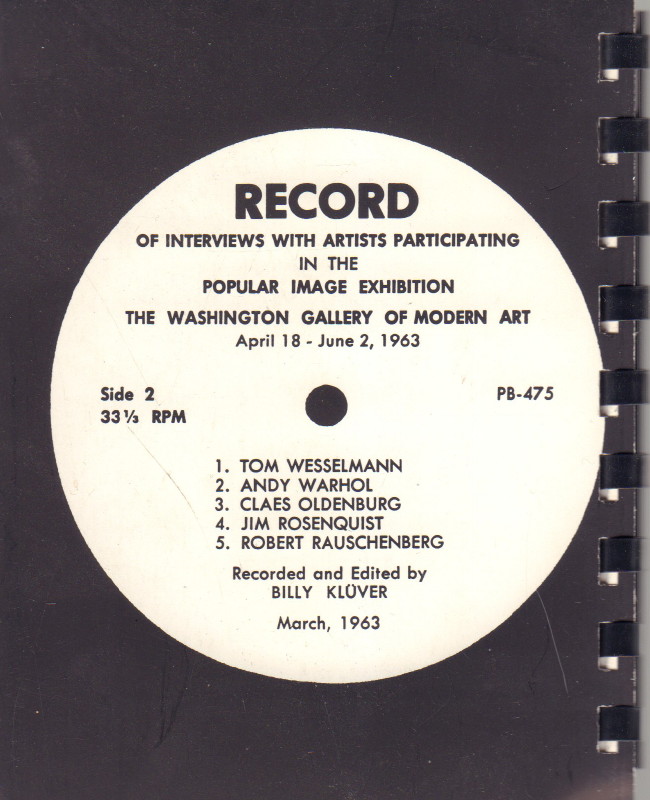 RECORD
OF INTERVIEWS WITH ARTISTS PARTICIPATING
IN THE
POPULAR IMAGE EXHIBITION
THE WASHINGTON GALLERY OF MODERN ART
April 18 - June 2, 1963
Side 2
33⅓ RPM
PB-475
1. TOM WESSELMANN
2. ANDY WARHOL
3. CLAES OLDENBURG
4. JIM ROSENQUIST
5. ROBERT RAUSCHENBERG
Recorded and Edited by
BILLY KLÜVER
March, 1963